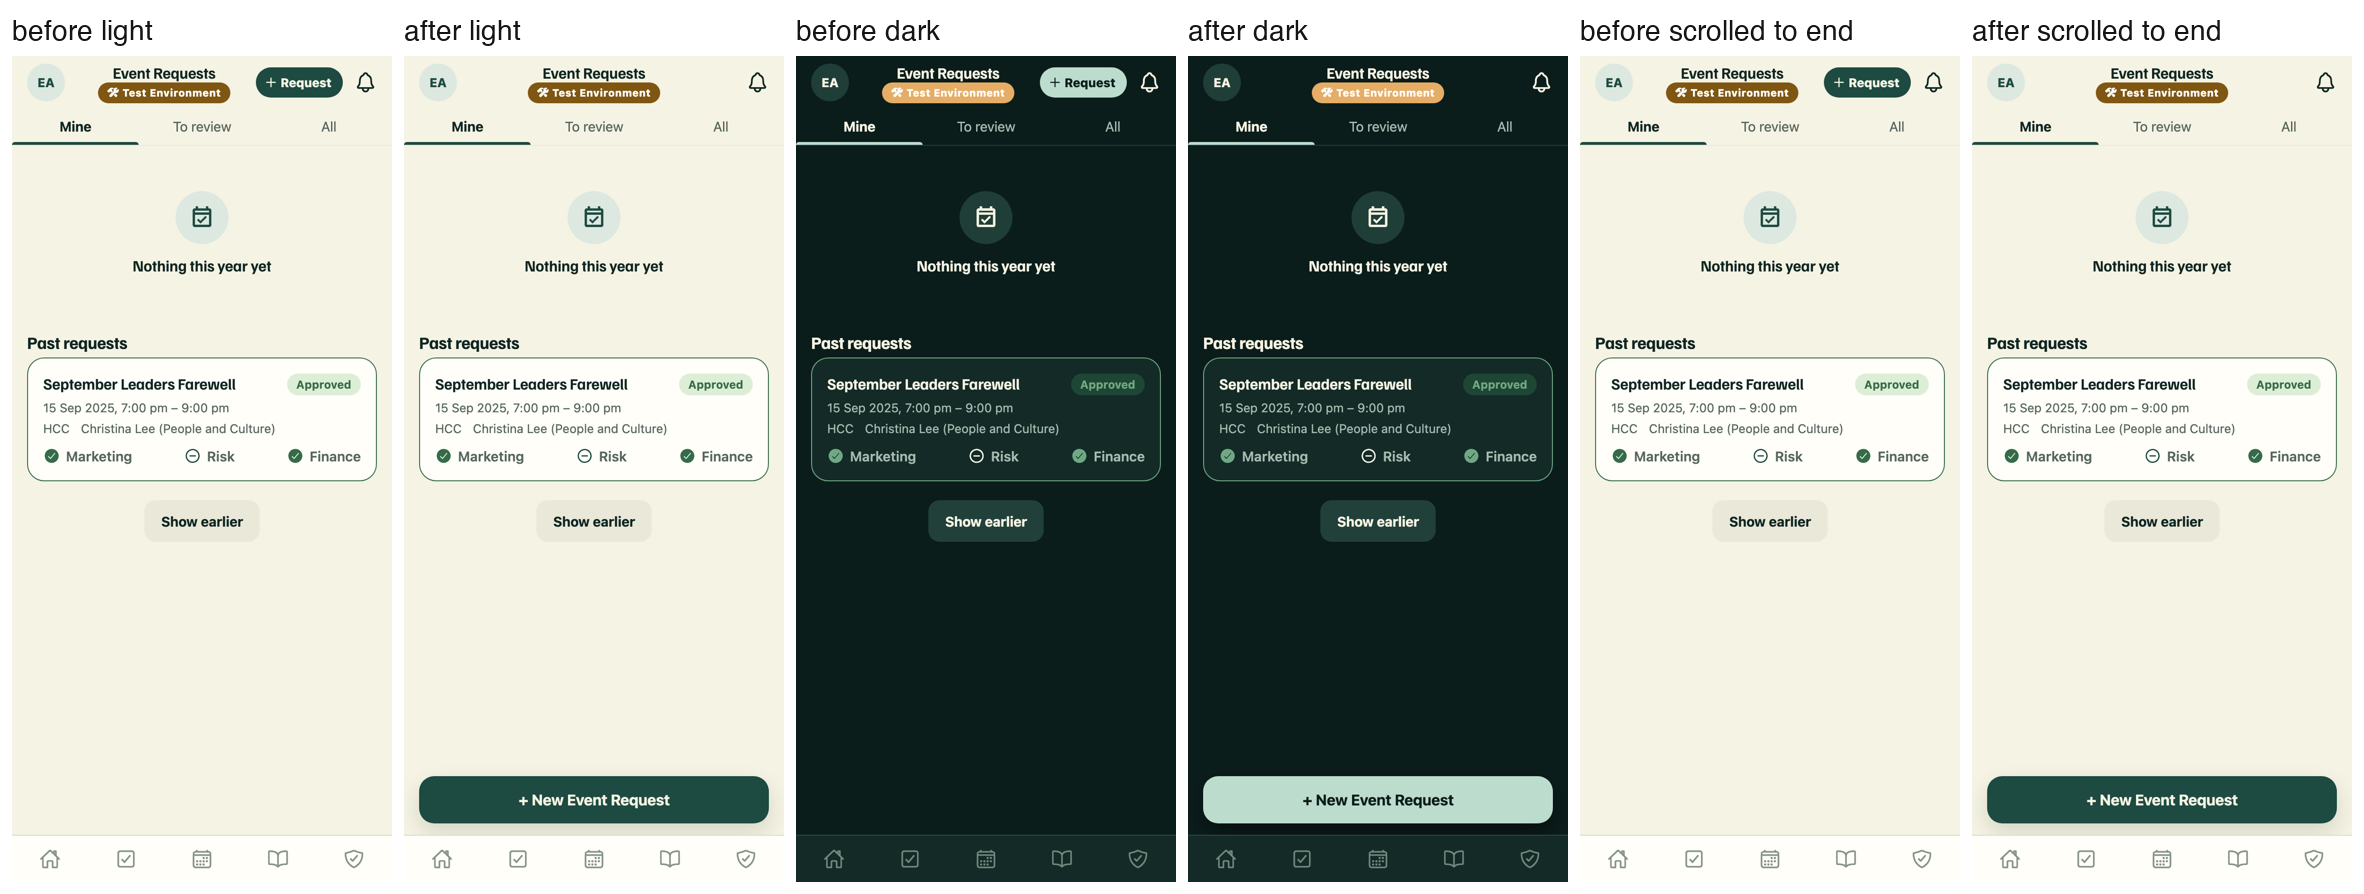 before light
EA
Event Requests
🛠 Test Environment
+ Request
Mine
To review
All
Nothing this year yet
Past requests
September Leaders Farewell
Approved
15 Sep 2025, 7:00 pm – 9:00 pm
HCC Christina Lee (People and Culture)
Marketing
Risk
Finance
Show earlier
after light
EA
Event Requests
🛠 Test Environment
Mine
To review
All
Nothing this year yet
Past requests
September Leaders Farewell
Approved
15 Sep 2025, 7:00 pm – 9:00 pm
HCC Christina Lee (People and Culture)
Marketing
Risk
Finance
Show earlier
+ New Event Request
before dark
EA
Event Requests
🛠 Test Environment
+ Request
Mine
To review
All
Nothing this year yet
Past requests
September Leaders Farewell
Approved
15 Sep 2025, 7:00 pm – 9:00 pm
HCC Christina Lee (People and Culture)
Marketing
Risk
Finance
Show earlier
after dark
EA
Event Requests
🛠 Test Environment
Mine
To review
All
Nothing this year yet
Past requests
September Leaders Farewell
Approved
15 Sep 2025, 7:00 pm – 9:00 pm
HCC Christina Lee (People and Culture)
Marketing
Risk
Finance
Show earlier
+ New Event Request
before scrolled to end
EA
Event Requests
🛠 Test Environment
+ Request
Mine
To review
All
Nothing this year yet
Past requests
September Leaders Farewell
Approved
15 Sep 2025, 7:00 pm – 9:00 pm
HCC Christina Lee (People and Culture)
Marketing
Risk
Finance
Show earlier
after scrolled to end
EA
Event Requests
🛠 Test Environment
Mine
To review
All
Nothing this year yet
Past requests
September Leaders Farewell
Approved
15 Sep 2025, 7:00 pm – 9:00 pm
HCC Christina Lee (People and Culture)
Marketing
Risk
Finance
Show earlier
+ New Event Request